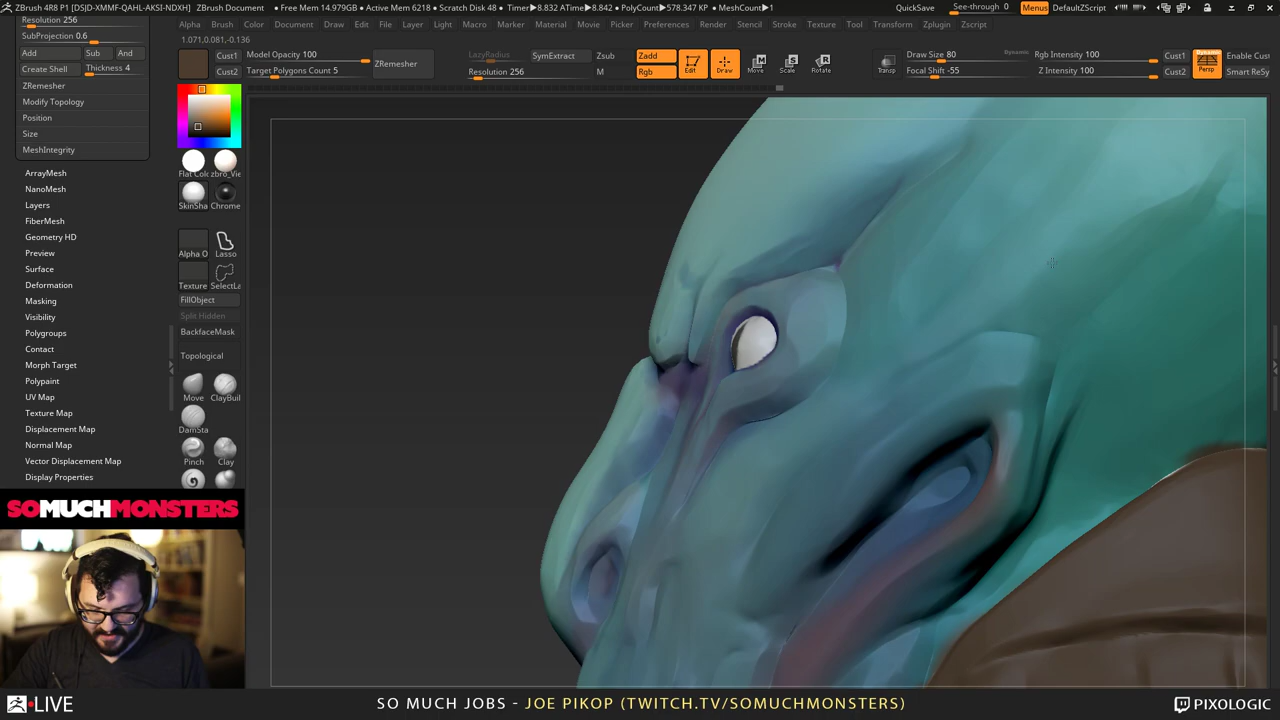 ZBrush 4R8 P1 [DSJD-XMMF-QAHL-AKSI-NDXH] ZBrush Document ● Free Mem 14.979GB ● Active Mem 6218 ● Scratch Disk 48 ● Timer▶8.832 ATime▶8.842 ● PolyCount▶578.347 KP ● MeshCount▶1 QuickSave See-through 0 Menus DefaultZScript
Alpha Brush Color Document Draw Edit File Layer Light Macro Marker Material Movie Picker Preferences Render Stencil Stroke Texture Tool Transform Zplugin Zscript
1.071,0.081,-0.136
Resolution 256
SubProjection 0.6
Add Sub And
Create Shell Thickness 4
ZRemesher
Modify Topology
Position
Size
MeshIntegrity
ArrayMesh
NanoMesh
Layers
FiberMesh
Geometry HD
Preview
Surface
Deformation
Masking
Visibility
Polygroups
Contact
Morph Target
Polypaint
UV Map
Texture Map
Displacement Map
Normal Map
Vector Displacement Map
Display Properties
Cust1 Model Opacity 100
Cust2 Target Polygons Count 5
ZRemesher
LazyRadius SymExtract Zsub Zadd
Resolution 256 M Rgb
Edit Draw Move Scale Rotate
Transp
Draw Size 80 Dynamic Rgb Intensity 100 Cust1
Focal Shift -55 Z Intensity 100 Cust2
Dynamic
Persp
Enable Cus
Smart ReSy
Flat Colo zbro_Vie
SkinSha Chrome
Alpha O Lasso
Texture SelectLa
FillObject
Split Hidden
BackfaceMask
Topological
Move ClayBuil
DamSta
Pinch Clay
SOMUCHMONSTERS
LIVE
SO MUCH JOBS - JOE PIKOP (TWITCH.TV/SOMUCHMONSTERS)
PIXOLOGIC